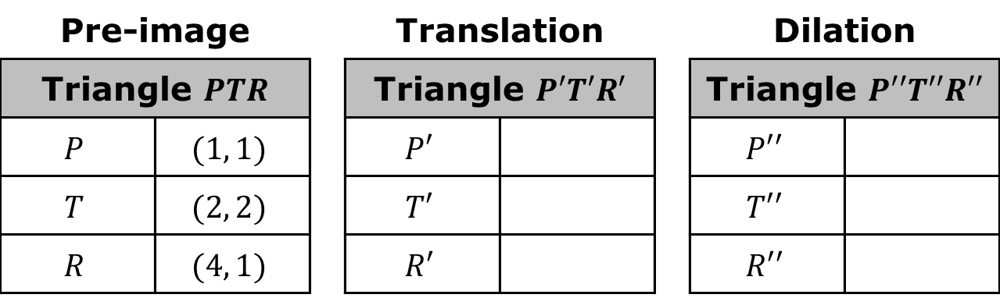 Pre-image
Triangle PTR
P (1, 1)
T (2, 2)
R (4, 1)
Translation
Triangle P′T′R′
P′
T′
R′
Dilation
Triangle P′′T′′R′′
P′′
T′′
R′′